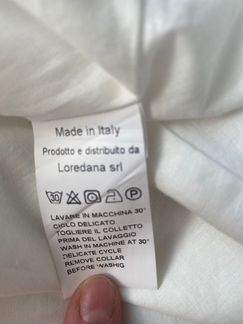 Made in Italy
Prodotto e distribuito da
Loredana srl
30
P
LAVARE IN MACCHINA 30°
CICLO DELICATO
TOGLIERE IL COLLETTO
PRIMA DEL LAVAGGIO
WASH IN MACHINE AT 30°
DELICATE CYCLE
REMOVE COLLAR
BEFORE WASHIG